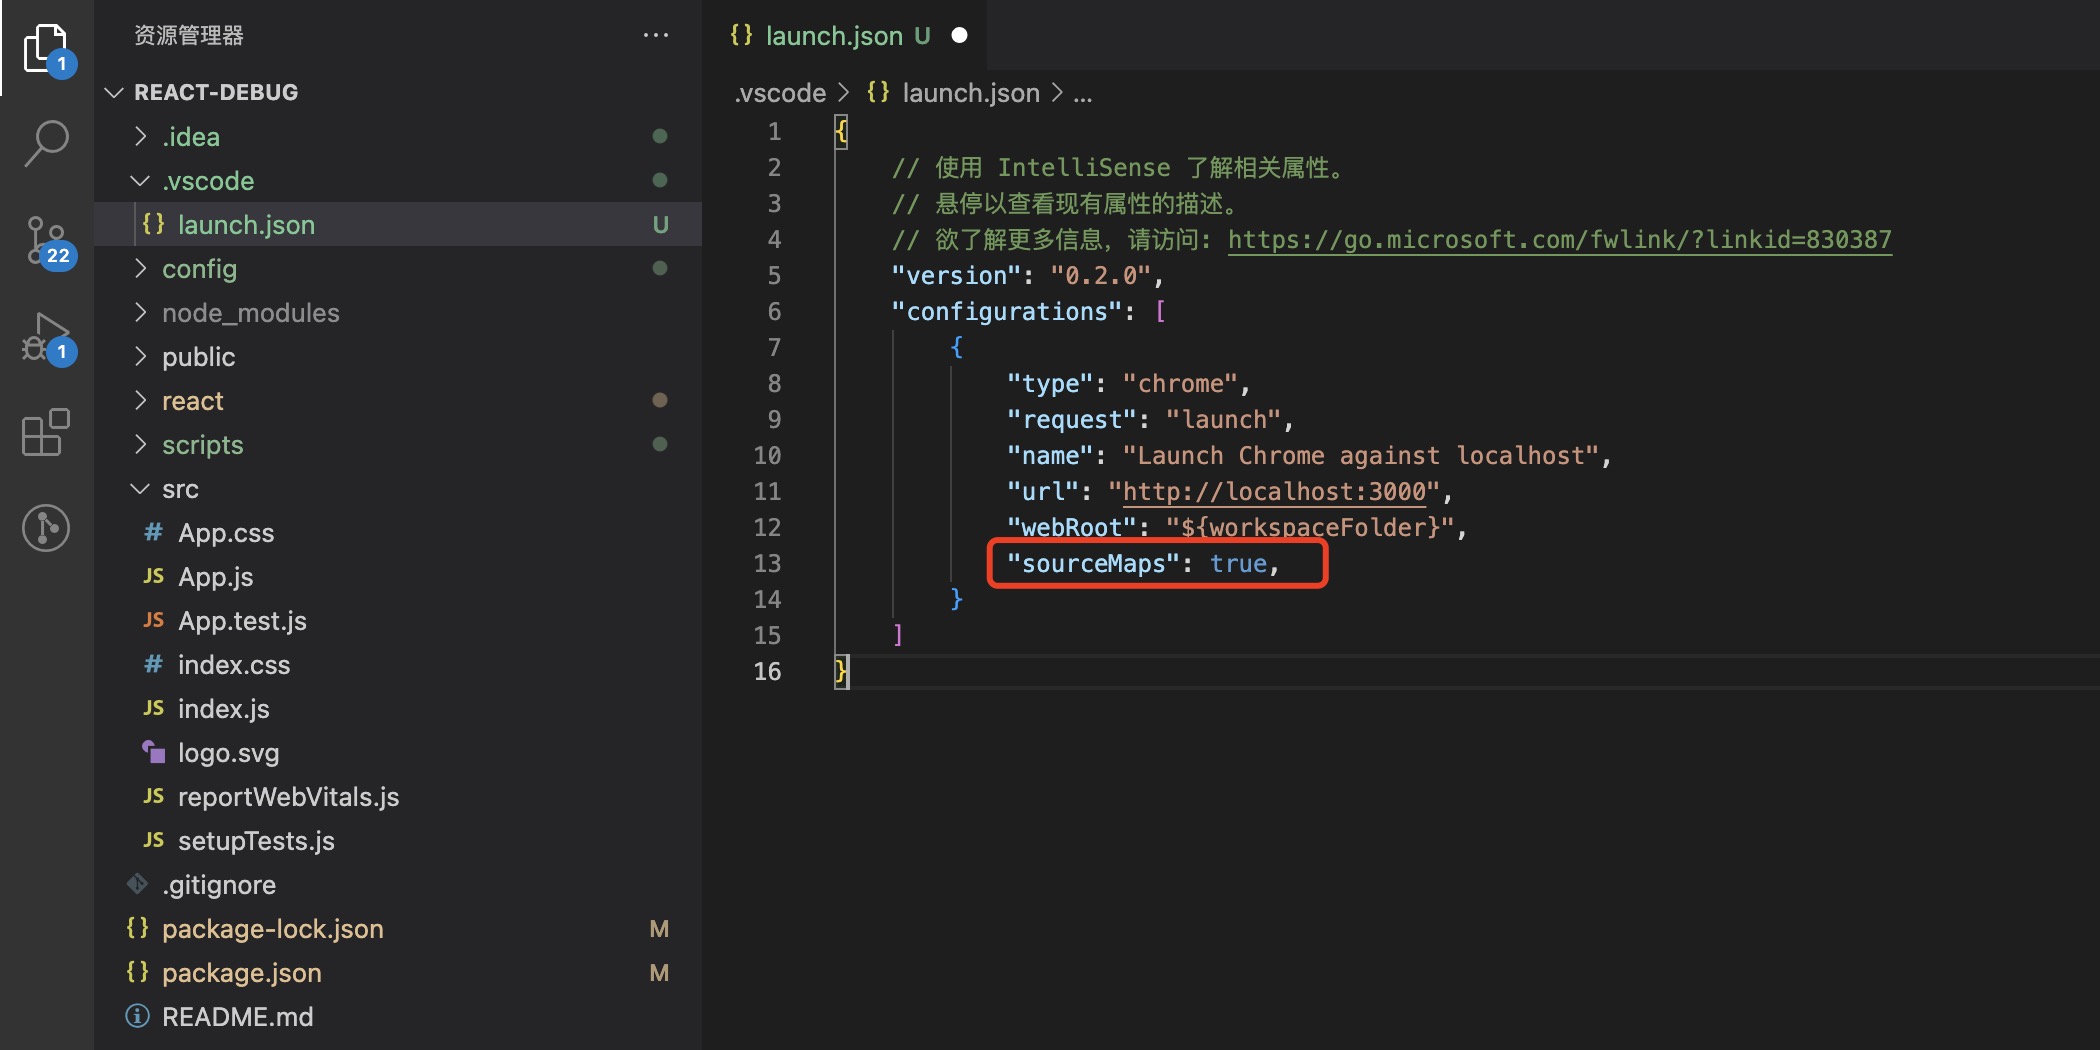 资源管理器 ...
REACT-DEBUG
.idea
.vscode
{} launch.json U
config
node_modules
public
react
scripts
src
# App.css
JS App.js
JS App.test.js
# index.css
JS index.js
logo.svg
JS reportWebVitals.js
JS setupTests.js
.gitignore
{} package-lock.json M
{} package.json M
README.md
1
22
1
{} launch.json U
.vscode > {} launch.json > ...
1 {
2 // 使用 IntelliSense 了解相关属性。
3 // 悬停以查看现有属性的描述。
4 // 欲了解更多信息，请访问: https://go.microsoft.com/fwlink/?linkid=830387
5 "version": "0.2.0",
6 "configurations": [
7 {
8 "type": "chrome",
9 "request": "launch",
10 "name": "Launch Chrome against localhost",
11 "url": "http://localhost:3000",
12 "webRoot": "${workspaceFolder}",
13 "sourceMaps": true,
14 }
15 ]
16 }